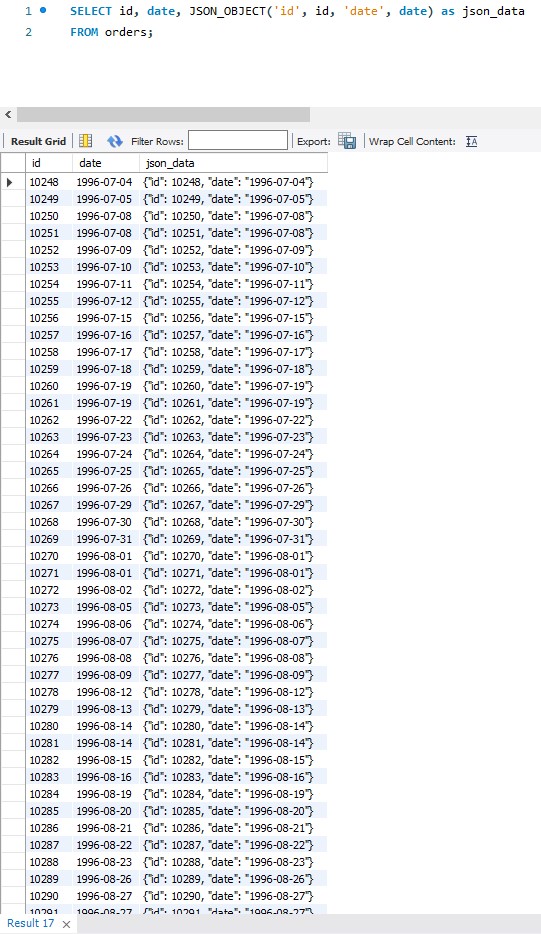 1 SELECT id, date, JSON_OBJECT('id', id, 'date', date) as json_data
2 FROM orders;
Result Grid Filter Rows: Export: Wrap Cell Content: IA
id date json_data
10248 1996-07-04 {"id": 10248, "date": "1996-07-04"}
10249 1996-07-05 {"id": 10249, "date": "1996-07-05"}
10250 1996-07-08 {"id": 10250, "date": "1996-07-08"}
10251 1996-07-08 {"id": 10251, "date": "1996-07-08"}
10252 1996-07-09 {"id": 10252, "date": "1996-07-09"}
10253 1996-07-10 {"id": 10253, "date": "1996-07-10"}
10254 1996-07-11 {"id": 10254, "date": "1996-07-11"}
10255 1996-07-12 {"id": 10255, "date": "1996-07-12"}
10256 1996-07-15 {"id": 10256, "date": "1996-07-15"}
10257 1996-07-16 {"id": 10257, "date": "1996-07-16"}
10258 1996-07-17 {"id": 10258, "date": "1996-07-17"}
10259 1996-07-18 {"id": 10259, "date": "1996-07-18"}
10260 1996-07-19 {"id": 10260, "date": "1996-07-19"}
10261 1996-07-19 {"id": 10261, "date": "1996-07-19"}
10262 1996-07-22 {"id": 10262, "date": "1996-07-22"}
10263 1996-07-23 {"id": 10263, "date": "1996-07-23"}
10264 1996-07-24 {"id": 10264, "date": "1996-07-24"}
10265 1996-07-25 {"id": 10265, "date": "1996-07-25"}
10266 1996-07-26 {"id": 10266, "date": "1996-07-26"}
10267 1996-07-29 {"id": 10267, "date": "1996-07-29"}
10268 1996-07-30 {"id": 10268, "date": "1996-07-30"}
10269 1996-07-31 {"id": 10269, "date": "1996-07-31"}
10270 1996-08-01 {"id": 10270, "date": "1996-08-01"}
10271 1996-08-01 {"id": 10271, "date": "1996-08-01"}
10272 1996-08-02 {"id": 10272, "date": "1996-08-02"}
10273 1996-08-05 {"id": 10273, "date": "1996-08-05"}
10274 1996-08-06 {"id": 10274, "date": "1996-08-06"}
10275 1996-08-07 {"id": 10275, "date": "1996-08-07"}
10276 1996-08-08 {"id": 10276, "date": "1996-08-08"}
10277 1996-08-09 {"id": 10277, "date": "1996-08-09"}
10278 1996-08-12 {"id": 10278, "date": "1996-08-12"}
10279 1996-08-13 {"id": 10279, "date": "1996-08-13"}
10280 1996-08-14 {"id": 10280, "date": "1996-08-14"}
10281 1996-08-14 {"id": 10281, "date": "1996-08-14"}
10282 1996-08-15 {"id": 10282, "date": "1996-08-15"}
10283 1996-08-16 {"id": 10283, "date": "1996-08-16"}
10284 1996-08-19 {"id": 10284, "date": "1996-08-19"}
10285 1996-08-20 {"id": 10285, "date": "1996-08-20"}
10286 1996-08-21 {"id": 10286, "date": "1996-08-21"}
10287 1996-08-22 {"id": 10287, "date": "1996-08-22"}
10288 1996-08-23 {"id": 10288, "date": "1996-08-23"}
10289 1996-08-26 {"id": 10289, "date": "1996-08-26"}
10290 1996-08-27 {"id": 10290, "date": "1996-08-27"}
10291 1996-08-27 {"id": 10291, "date": "1996-08-27"}
Result 17